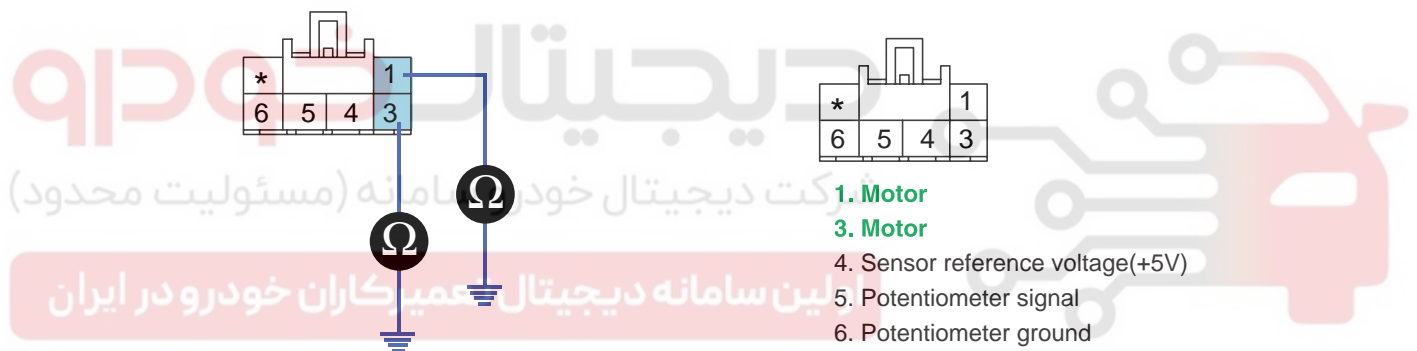 دیجیتال خودرو
شرکت دیجیتال خودرو سامانه (مسئولیت محدود)
اولین سامانه دیجیتال تعمیرکاران خودرو در ایران
* 1
6 5 4 3
Ω
Ω
* 1
6 5 4 3
1. Motor
3. Motor
4. Sensor reference voltage(+5V)
5. Potentiometer signal
6. Potentiometer ground